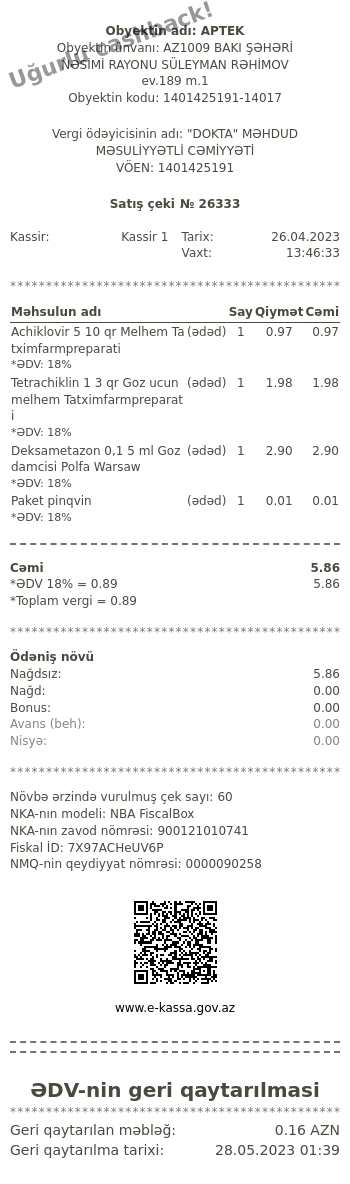 Uğurlu cashback!
Obyektin adı: APTEK
Obyektin ünvanı: AZ1009 BAKI ŞƏHƏRİ
NƏSİMİ RAYONU SÜLEYMAN RƏHİMOV
ev.189 m.1
Obyektin kodu: 1401425191-14017
Vergi ödəyicisinin adı: "DOKTA" MƏHDUD
MƏSULİYYƏTLİ CƏMİYYƏTİ
VÖEN: 1401425191
Satış çeki № 26333
Kassir: Kassir 1 Tarix: 26.04.2023
Vaxt: 13:46:33
**********************************************
Məhsulun adı Say Qiymət Cəmi
Achiklovir 5 10 qr Melhem Ta (ədəd) 1 0.97 0.97
tximfarmpreparati
*ƏDV: 18%
Tetrachiklin 1 3 qr Goz ucun (ədəd) 1 1.98 1.98
melhem Tatximfarmpreparat
i
*ƏDV: 18%
Deksametazon 0,1 5 ml Goz (ədəd) 1 2.90 2.90
damcisi Polfa Warsaw
*ƏDV: 18%
Paket pinqvin (ədəd) 1 0.01 0.01
*ƏDV: 18%
Cəmi 5.86
*ƏDV 18% = 0.89 5.86
*Toplam vergi = 0.89
**********************************************
Ödəniş növü
Nağdsız: 5.86
Nağd: 0.00
Bonus: 0.00
Avans (beh): 0.00
Nisyə: 0.00
**********************************************
Növbə ərzində vurulmuş çek sayı: 60
NKA-nın modeli: NBA FiscalBox
NKA-nın zavod nömrəsi: 900121010741
Fiskal İD: 7X97ACHeUV6P
NMQ-nin qeydiyyat nömrəsi: 0000090258
www.e-kassa.gov.az
ƏDV-nin geri qaytarılması
**********************************************
Geri qaytarılan məbləğ: 0.16 AZN
Geri qaytarılma tarixi: 28.05.2023 01:39